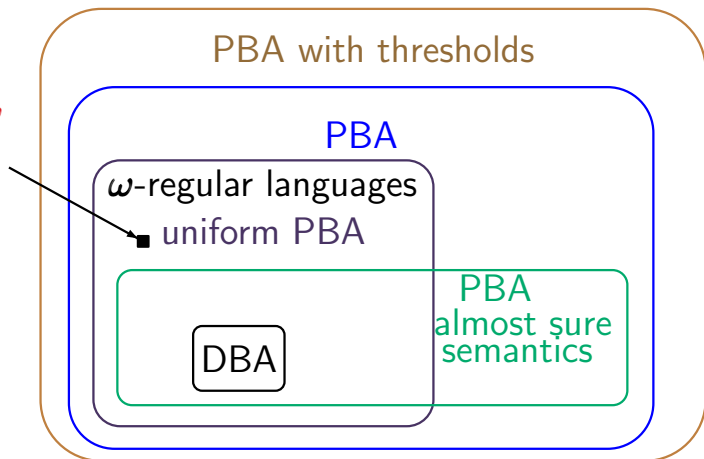 PBA with thresholds
PBA
ω-regular languages
uniform PBA
PBA
almost sure
semantics
DBA